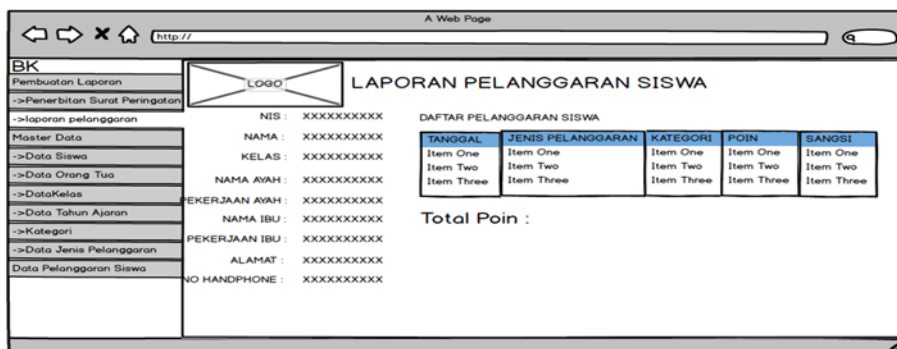 A Web Page
http://
BK
Pembuatan Laporan
->Penerbitan Surat Peringatan
->laporan pelanggaran
Master Data
->Data Siswa
->Data Orang Tua
->DataKelas
->Data Tahun Ajaran
->Kategori
->Data Jenis Pelanggaran
Data Pelanggaran Siswa
LOGO
LAPORAN PELANGGARAN SISWA
NIS : XXXXXXXXXX
NAMA : XXXXXXXXXX
KELAS : XXXXXXXXXX
NAMA AYAH : XXXXXXXXXX
PEKERJAAN AYAH : XXXXXXXXXX
NAMA IBU : XXXXXXXXXX
PEKERJAAN IBU : XXXXXXXXXX
ALAMAT : XXXXXXXXXX
NO HANDPHONE : XXXXXXXXXX
DAFTAR PELANGGARAN SISWA
TANGGAL JENIS PELANGGARAN KATEGORI POIN SANGSI
Item One Item One Item One Item One Item One
Item Two Item Two Item Two Item Two Item Two
Item Three Item Three Item Three Item Three Item Three
Total Poin :